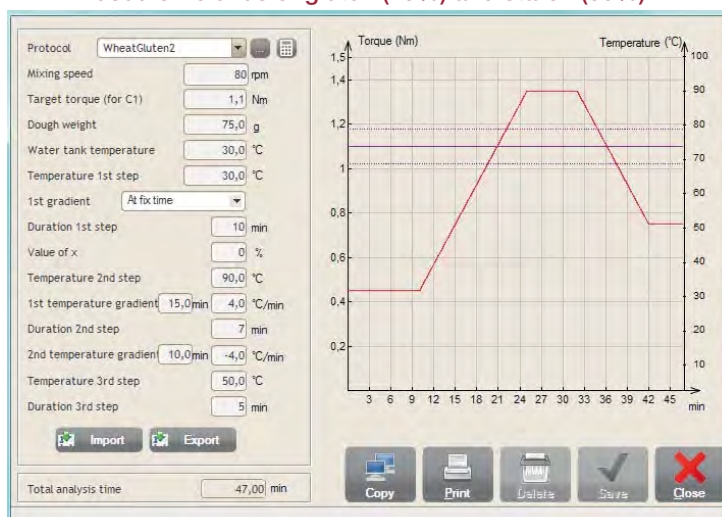 Protocol WheatGluten2
Mixing speed 80 rpm
Target torque (for C1) 1,1 Nm
Dough weight 75,0 g
Water tank temperature 30,0 °C
Temperature 1st step 30,0 °C
1st gradient At fix time
Duration 1st step 10 min
Value of x 0 %
Temperature 2nd step 90,0 °C
1st temperature gradient 15,0 min 4,0 °C/min
Duration 2nd step 7 min
2nd temperature gradient 10,0 min -4,0 °C/min
Temperature 3rd step 50,0 °C
Duration 3rd step 5 min
Import Export
Total analysis time 47,00 min
Torque (Nm) Temperature (°C)
1,5
1,4
1,2
1
0,8
0,6
0,4
0,2
100
90
80
70
60
50
40
30
20
10
3 6 9 12 15 18 21 24 27 30 33 36 39 42 45
min
Copy Print Delete Save Close